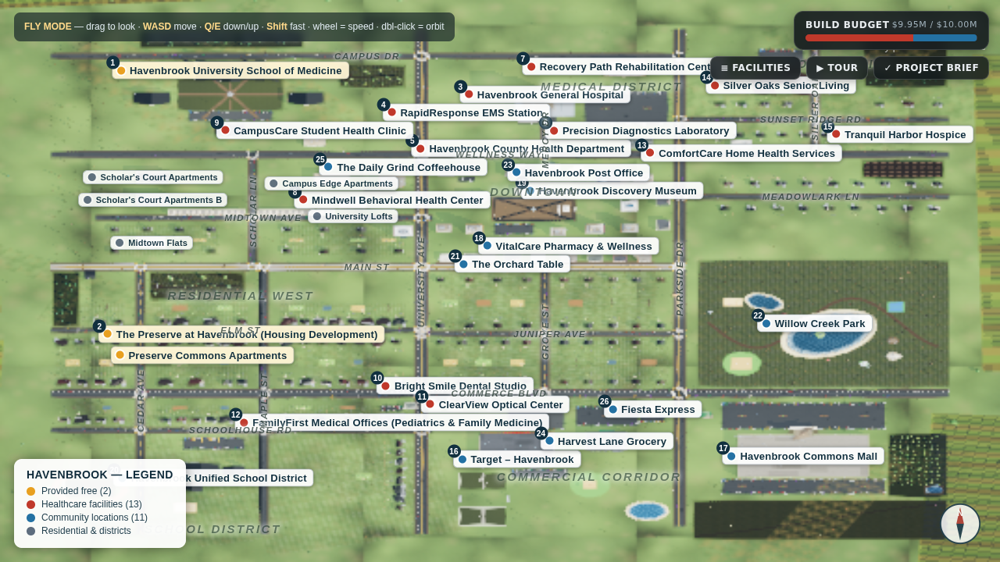 FLY MODE — drag to look · WASD move · Q/E down/up · Shift fast · wheel = speed · dbl-click = orbit
BUILD BUDGET $9.95M / $10.00M
≡ FACILITIES
▶ TOUR
✓ PROJECT BRIEF
CAMPUS DR
1 Havenbrook University School of Medicine
7 Recovery Path Rehabilitation Cent
14 Silver Oaks Senior Living
MEDICAL DISTRICT
3 Havenbrook General Hospital
4 RapidResponse EMS Station
SUNSET RIDGE RD
9 CampusCare Student Health Clinic
6 Precision Diagnostics Laboratory
15 Tranquil Harbor Hospice
5 Havenbrook County Health Department
13 ComfortCare Home Health Services
WELLNESS WAY
25 The Daily Grind Coffeehouse
23 Havenbrook Post Office
Scholar's Court Apartments
Campus Edge Apartments
DOWNTOWN
19 Havenbrook Discovery Museum
MEADOWLARK LN
Scholar's Court Apartments B
8 Mindwell Behavioral Health Center
MIDTOWN AVE
University Lofts
SCHOLAR LN
Midtown Flats
18 VitalCare Pharmacy & Wellness
21 The Orchard Table
MAIN ST
UNIVERSITY AVE
PARKSIDE DR
RESIDENTIAL WEST
22 Willow Creek Park
2 The Preserve at Havenbrook (Housing Development)
ELM ST
JUNIPER AVE
GROVE ST
Preserve Commons Apartments
10 Bright Smile Dental Studio
COMMERCE BLVD
11 ClearView Optical Center
26 Fiesta Express
CEDAR AVE
12 FamilyFirst Medical Offices (Pediatrics & Family Medicine)
SCHOOLHOUSE RD
24 Harvest Lane Grocery
16 Target – Havenbrook
17 Havenbrook Commons Mall
COMMERCIAL CORRIDOR
ok Unified School District
OOL DISTRICT
HAVENBROOK — LEGEND
Provided free (2)
Healthcare facilities (13)
Community locations (11)
Residential & districts